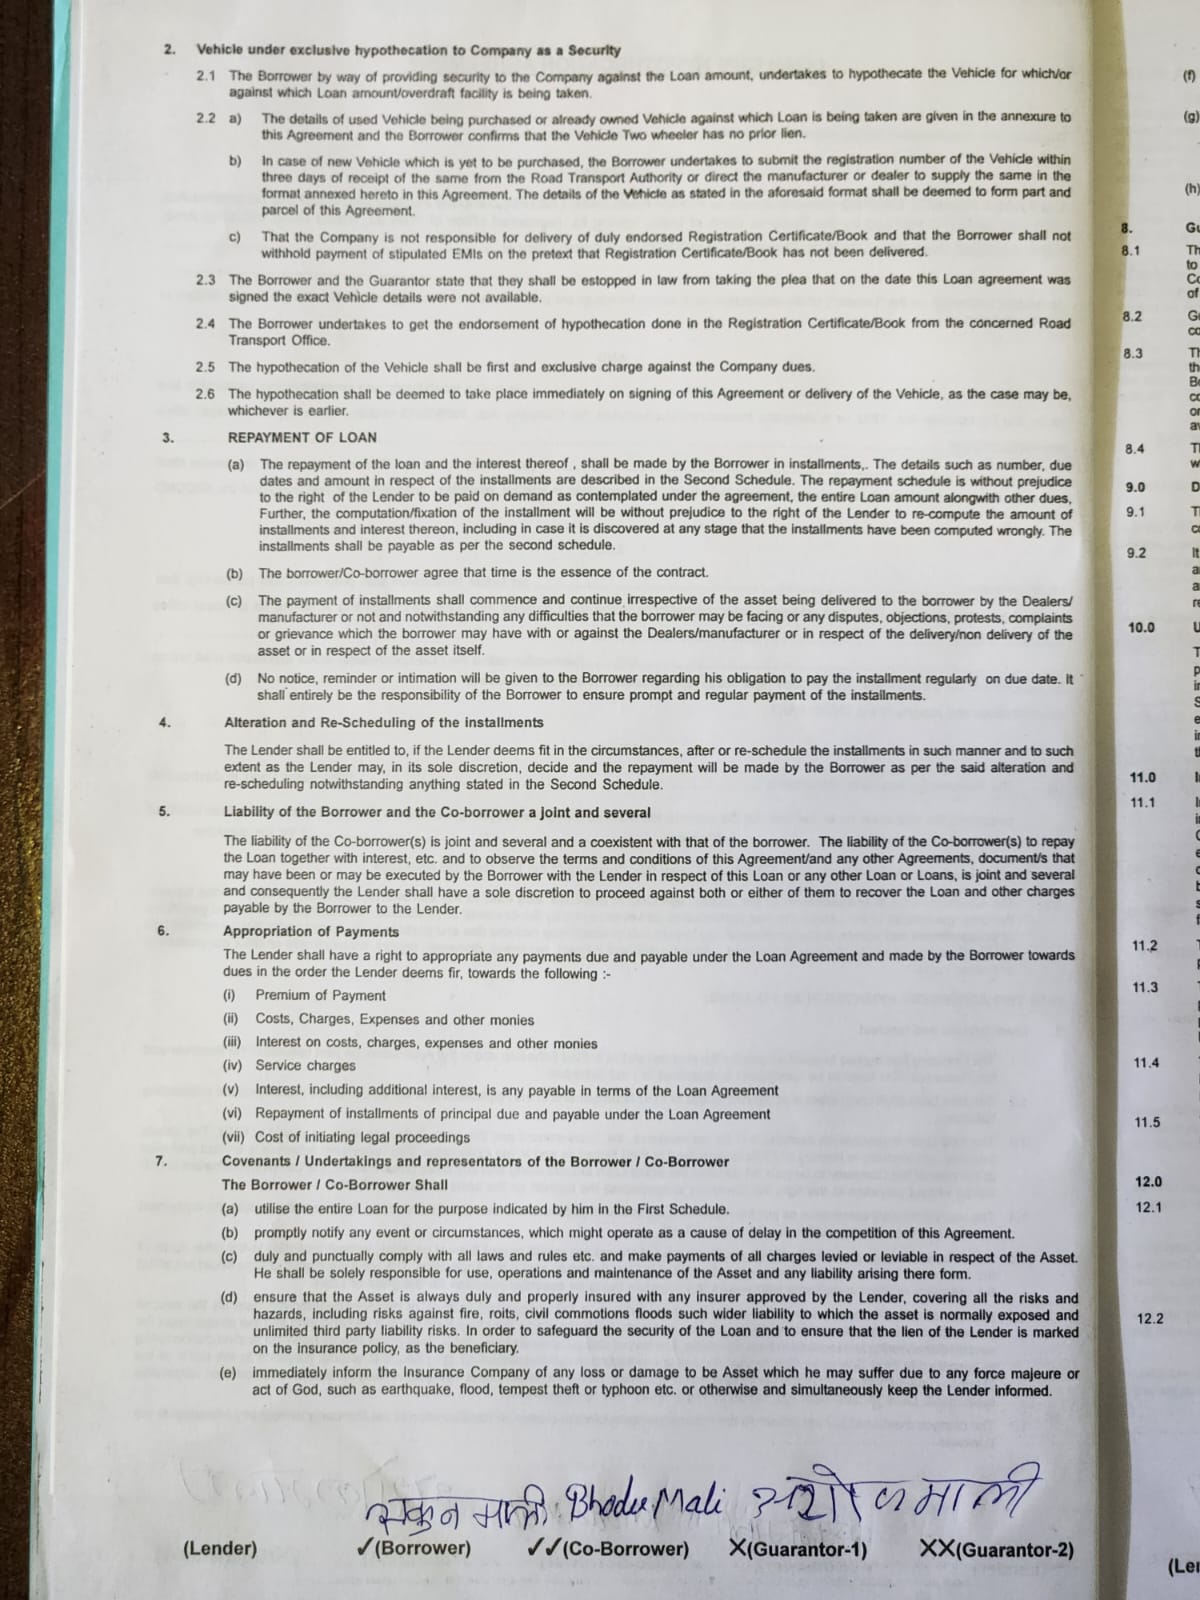 2. Vehicle under exclusive hypothecation to Company as a Security
2.1 The Borrower by way of providing security to the Company against the Loan amount, undertakes to hypothecate the Vehicle for which/or
against which Loan amount/overdraft facility is being taken.
2.2 a) The details of used Vehicle being purchased or already owned Vehicle against which Loan is being taken are given in the annexure to
this Agreement and the Borrower confirms that the Vehicle Two wheeler has no prior lien.
b) In case of new Vehicle which is yet to be purchased, the Borrower undertakes to submit the registration number of the Vehicle within
three days of receipt of the same from the Road Transport Authority or direct the manufacturer or dealer to supply the same in the
format annexed hereto in this Agreement. The details of the Vehicle as stated in the aforesaid format shall be deemed to form part and
parcel of this Agreement.
c) That the Company is not responsible for delivery of duly endorsed Registration Certificate/Book and that the Borrower shall not
withhold payment of stipulated EMIs on the pretext that Registration Certificate/Book has not been delivered.
2.3 The Borrower and the Guarantor state that they shall be estopped in law from taking the plea that on the date this Loan agreement was
signed the exact Vehicle details were not available.
2.4 The Borrower undertakes to get the endorsement of hypothecation done in the Registration Certificate/Book from the concerned Road
Transport Office.
2.5 The hypothecation of the Vehicle shall be first and exclusive charge against the Company dues.
2.6 The hypothecation shall be deemed to take place immediately on signing of this Agreement or delivery of the Vehicle, as the case may be,
whichever is earlier.
3. REPAYMENT OF LOAN
(a) The repayment of the loan and the interest thereof , shall be made by the Borrower in installments,. The details such as number, due
dates and amount in respect of the installments are described in the Second Schedule. The repayment schedule is without prejudice
to the right of the Lender to be paid on demand as contemplated under the agreement, the entire Loan amount alongwith other dues,
Further, the computation/fixation of the installment will be without prejudice to the right of the Lender to re-compute the amount of
installments and interest thereon, including in case it is discovered at any stage that the installments have been computed wrongly. The
installments shall be payable as per the second schedule.
(b) The borrower/Co-borrower agree that time is the essence of the contract.
(c) The payment of installments shall commence and continue irrespective of the asset being delivered to the borrower by the Dealers/
manufacturer or not and notwithstanding any difficulties that the borrower may be facing or any disputes, objections, protests, complaints
or grievance which the borrower may have with or against the Dealers/manufacturer or in respect of the delivery/non delivery of the
asset or in respect of the asset itself.
(d) No notice, reminder or intimation will be given to the Borrower regarding his obligation to pay the installment regularly on due date. It
shall entirely be the responsibility of the Borrower to ensure prompt and regular payment of the installments.
4. Alteration and Re-Scheduling of the installments
The Lender shall be entitled to, if the Lender deems fit in the circumstances, after or re-schedule the installments in such manner and to such
extent as the Lender may, in its sole discretion, decide and the repayment will be made by the Borrower as per the said alteration and
re-scheduling notwithstanding anything stated in the Second Schedule.
5. Liability of the Borrower and the Co-borrower a joint and several
The liability of the Co-borrower(s) is joint and several and a coexistent with that of the borrower. The liability of the Co-borrower(s) to repay
the Loan together with interest, etc. and to observe the terms and conditions of this Agreement/and any other Agreements, document/s that
may have been or may be executed by the Borrower with the Lender in respect of this Loan or any other Loan or Loans, is joint and several
and consequently the Lender shall have a sole discretion to proceed against both or either of them to recover the Loan and other charges
payable by the Borrower to the Lender.
6. Appropriation of Payments
The Lender shall have a right to appropriate any payments due and payable under the Loan Agreement and made by the Borrower towards
dues in the order the Lender deems fir, towards the following :-
(i) Premium of Payment
(ii) Costs, Charges, Expenses and other monies
(iii) Interest on costs, charges, expenses and other monies
(iv) Service charges
(v) Interest, including additional interest, is any payable in terms of the Loan Agreement
(vi) Repayment of installments of principal due and payable under the Loan Agreement
(vii) Cost of initiating legal proceedings
7. Covenants / Undertakings and representators of the Borrower / Co-Borrower
The Borrower / Co-Borrower Shall
(a) utilise the entire Loan for the purpose indicated by him in the First Schedule.
(b) promptly notify any event or circumstances, which might operate as a cause of delay in the competition of this Agreement.
(c) duly and punctually comply with all laws and rules etc. and make payments of all charges levied or leviable in respect of the Asset.
He shall be solely responsible for use, operations and maintenance of the Asset and any liability arising there form.
(d) ensure that the Asset is always duly and properly insured with any insurer approved by the Lender, covering all the risks and
hazards, including risks against fire, roits, civil commotions floods such wider liability to which the asset is normally exposed and
unlimited third party liability risks. In order to safeguard the security of the Loan and to ensure that the lien of the Lender is marked
on the Insurance policy, as the beneficiary.
(e) immediately inform the Insurance Company of any loss or damage to be Asset which he may suffer due to any force majeure or
act of God, such as earthquake, flood, tempest theft or typhoon etc. or otherwise and simultaneously keep the Lender informed.
माली Bhodu Mali माली
(Lender) ✓(Borrower) ✓✓(Co-Borrower) X(Guarantor-1) XX(Guarantor-2)
(f)
(g)
(h)
8.
8.1
8.2
8.3
8.4
9.0
9.1
9.2
10.0
11.0
11.1
11.2
11.3
11.4
11.5
12.0
12.1
12.2